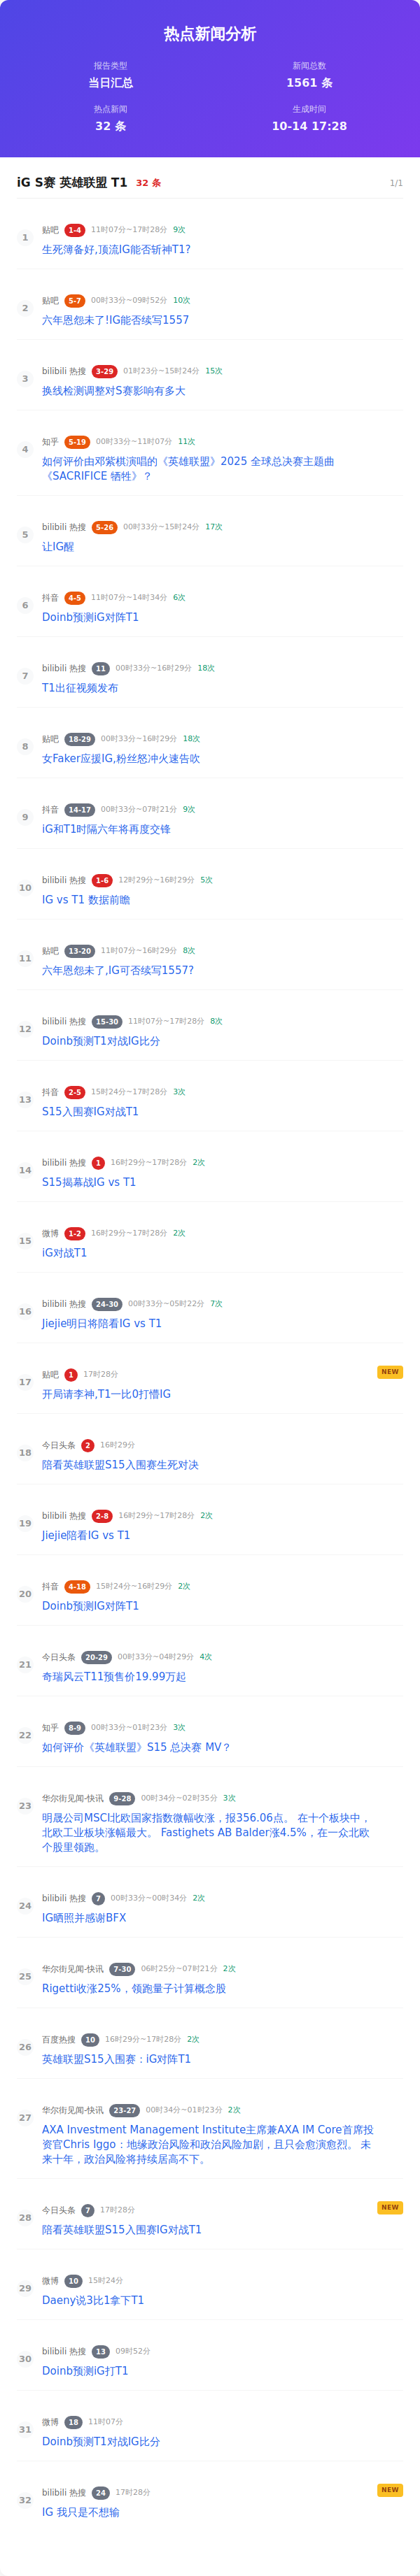 热点新闻分析
报告类型
当日汇总
新闻总数
1561 条
热点新闻
32 条
生成时间
10-14 17:28
iG S赛 英雄联盟 T1 32 条 1/1
1
贴吧 1-4 11时07分~17时28分 9次
生死簿备好,顶流IG能否斩神T1?
2
贴吧 5-7 00时33分~09时52分 10次
六年恩怨未了!IG能否续写1557
3
bilibili 热搜 3-29 01时23分~15时24分 15次
换线检测调整对S赛影响有多大
4
知乎 5-19 00时33分~11时07分 11次
如何评价由邓紫棋演唱的《英雄联盟》2025 全球总决赛主题曲
《SACRIFICE 牺牲》？
5
bilibili 热搜 5-26 00时33分~15时24分 17次
让IG醒
6
抖音 4-5 11时07分~14时34分 6次
Doinb预测iG对阵T1
7
bilibili 热搜 11 00时33分~16时29分 18次
T1出征视频发布
8
贴吧 18-29 00时33分~16时29分 18次
女Faker应援IG,粉丝怒冲火速告吹
9
抖音 14-17 00时33分~07时21分 9次
iG和T1时隔六年将再度交锋
10
bilibili 热搜 1-6 12时29分~16时29分 5次
IG vs T1 数据前瞻
11
贴吧 13-20 11时07分~16时29分 8次
六年恩怨未了,IG可否续写1557?
12
bilibili 热搜 15-30 11时07分~17时28分 8次
Doinb预测T1对战IG比分
13
抖音 2-5 15时24分~17时28分 3次
S15入围赛IG对战T1
14
bilibili 热搜 1 16时29分~17时28分 2次
S15揭幕战IG vs T1
15
微博 1-2 16时29分~17时28分 2次
iG对战T1
16
bilibili 热搜 24-30 00时33分~05时22分 7次
Jiejie明日将陪看IG vs T1
17
贴吧 1 17时28分
NEW
开局请李神,T1一比0打懵IG
18
今日头条 2 16时29分
陪看英雄联盟S15入围赛生死对决
19
bilibili 热搜 2-8 16时29分~17时28分 2次
Jiejie陪看IG vs T1
20
抖音 4-18 15时24分~16时29分 2次
Doinb预测IG对阵T1
21
今日头条 20-29 00时33分~04时29分 4次
奇瑞风云T11预售价19.99万起
22
知乎 8-9 00时33分~01时23分 3次
如何评价《英雄联盟》S15 总决赛 MV？
23
华尔街见闻-快讯 9-28 00时34分~02时35分 3次
明晟公司MSCI北欧国家指数微幅收涨，报356.06点。 在十个板块中，
北欧工业板块涨幅最大。 Fastighets AB Balder涨4.5%，在一众北欧
个股里领跑。
24
bilibili 热搜 7 00时33分~00时34分 2次
IG晒照并感谢BFX
25
华尔街见闻-快讯 7-30 06时25分~07时21分 2次
Rigetti收涨25%，领跑量子计算概念股
26
百度热搜 10 16时29分~17时28分 2次
英雄联盟S15入围赛：iG对阵T1
27
华尔街见闻-快讯 23-27 00时34分~01时23分 2次
AXA Investment Management Institute主席兼AXA IM Core首席投
资官Chris Iggo：地缘政治风险和政治风险加剧，且只会愈演愈烈。 未
来十年，政治风险将持续居高不下。
28
今日头条 7 17时28分
NEW
陪看英雄联盟S15入围赛IG对战T1
29
微博 10 15时24分
Daeny说3比1拿下T1
30
bilibili 热搜 13 09时52分
Doinb预测iG打T1
31
微博 18 11时07分
Doinb预测T1对战IG比分
32
bilibili 热搜 24 17时28分
NEW
IG 我只是不想输